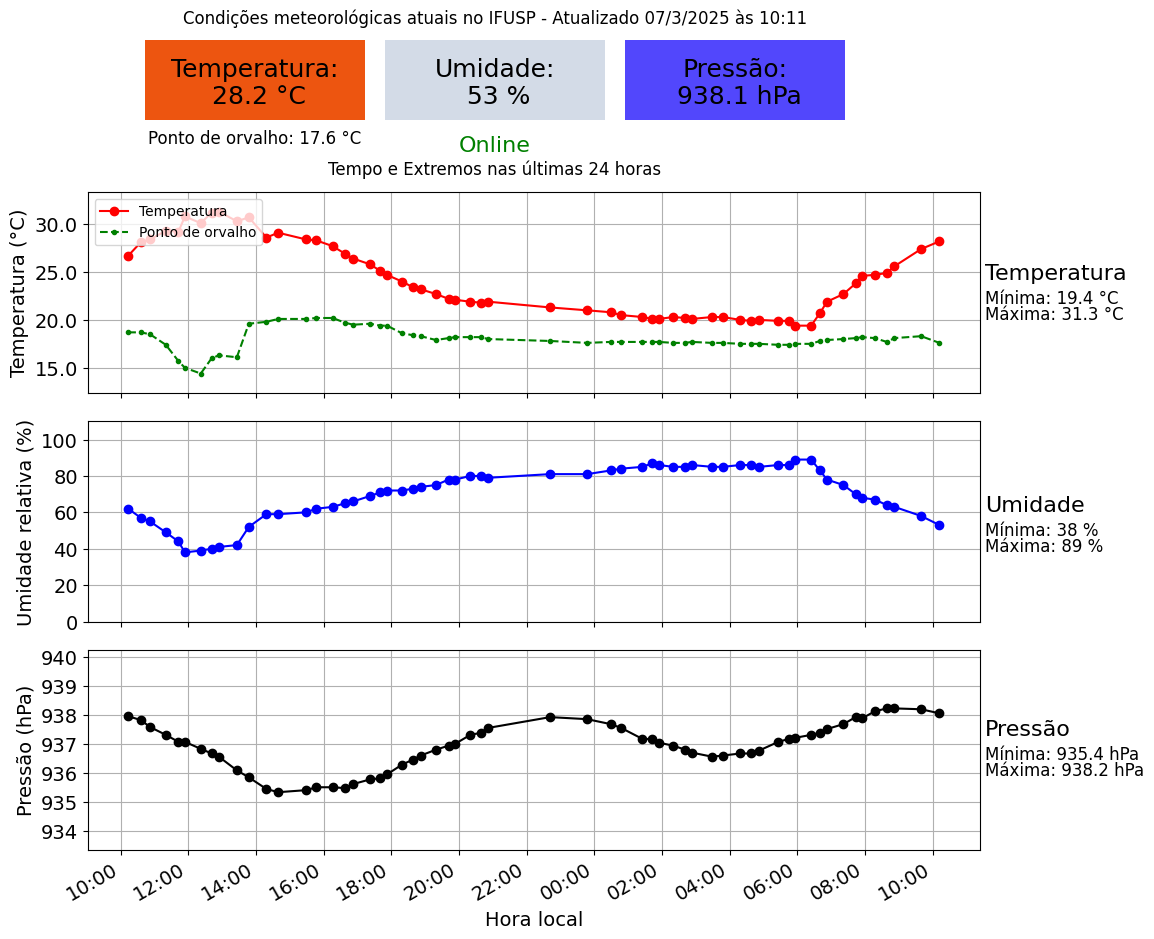 Condições meteorológicas atuais no IFUSP - Atualizado 07/3/2025 às 10:11
Temperatura:
28.2 °C
Umidade:
53 %
Pressão:
938.1 hPa
Ponto de orvalho: 17.6 °C
Online
Tempo e Extremos nas últimas 24 horas
Temperatura (°C)
30.0
25.0
20.0
15.0
Temperatura
Ponto de orvalho
Temperatura
Mínima: 19.4 °C
Máxima: 31.3 °C
Umidade relativa (%)
100
80
60
40
20
0
Umidade
Mínima: 38 %
Máxima: 89 %
Pressão (hPa)
940
939
938
937
936
935
934
Pressão
Mínima: 935.4 hPa
Máxima: 938.2 hPa
10:00 12:00 14:00 16:00 18:00 20:00 22:00 00:00 02:00 04:00 06:00 08:00 10:00
Hora local